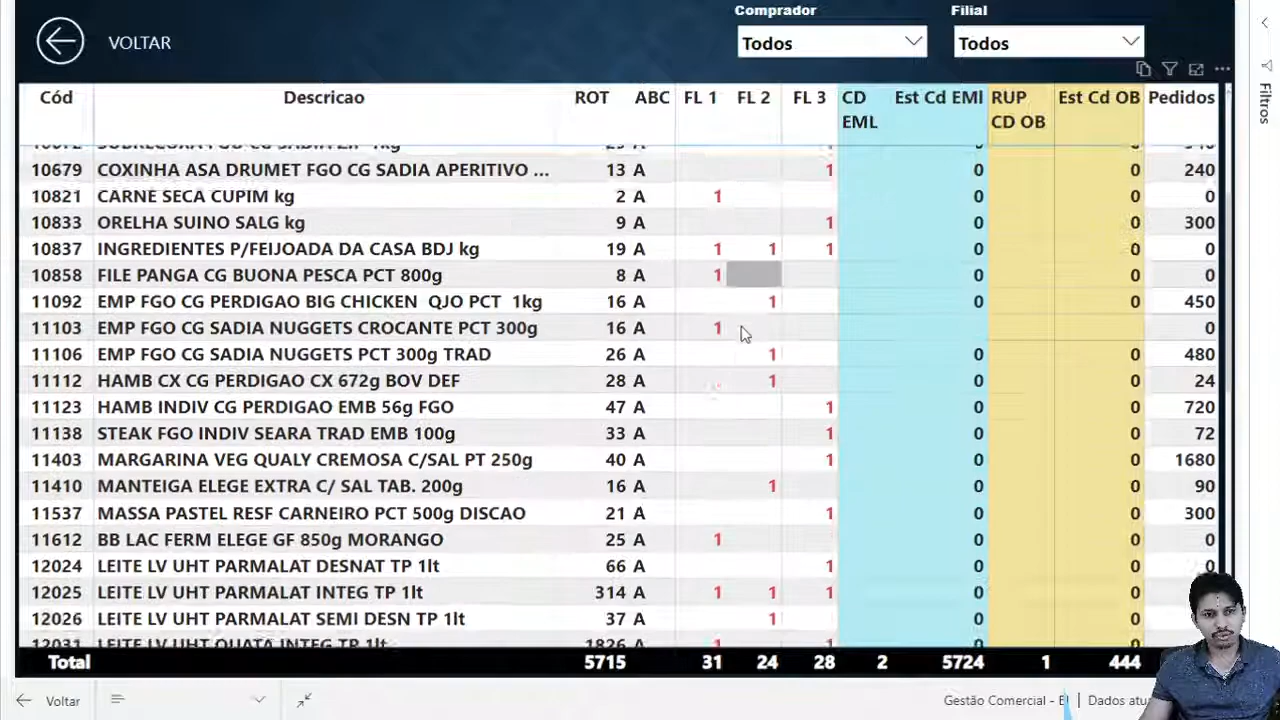 Comprador Filial
VOLTAR Todos Todos
Filtros
Cód Descricao ROT ABC FL 1 FL 2 FL 3 CD EML Est Cd EMI RUP CD OB Est Cd OB Pedidos
10679 COXINHA ASA DRUMET FGO CG SADIA APERITIVO ... 13 A 1 0 0 240
10821 CARNE SECA CUPIM kg 2 A 1 0 0 0
10833 ORELHA SUINO SALG kg 9 A 1 0 0 300
10837 INGREDIENTES P/FEIJOADA DA CASA BDJ kg 19 A 1 1 1 0 0 0
10858 FILE PANGA CG BUONA PESCA PCT 800g 8 A 1 0 0 0
11092 EMP FGO CG PERDIGAO BIG CHICKEN QJO PCT 1kg 16 A 1 0 0 450
11103 EMP FGO CG SADIA NUGGETS CROCANTE PCT 300g 16 A 1 0
11106 EMP FGO CG SADIA NUGGETS PCT 300g TRAD 26 A 1 0 0 480
11112 HAMB CX CG PERDIGAO CX 672g BOV DEF 28 A 1 0 0 24
11123 HAMB INDIV CG PERDIGAO EMB 56g FGO 47 A 1 0 0 720
11138 STEAK FGO INDIV SEARA TRAD EMB 100g 33 A 1 0 0 72
11403 MARGARINA VEG QUALY CREMOSA C/SAL PT 250g 40 A 1 0 0 1680
11410 MANTEIGA ELEGE EXTRA C/ SAL TAB. 200g 16 A 1 0 0 90
11537 MASSA PASTEL RESF CARNEIRO PCT 500g DISCAO 21 A 1 0 0 300
11612 BB LAC FERM ELEGE GF 850g MORANGO 25 A 1 0 0 0
12024 LEITE LV UHT PARMALAT DESNAT TP 1lt 66 A 1 0 0 0
12025 LEITE LV UHT PARMALAT INTEG TP 1lt 314 A 1 1 1 0 0
12026 LEITE LV UHT PARMALAT SEMI DESN TP 1lt 37 A 1 0 0
12031 LEITE LV UHT QUATA INTEG TP 1lt 1826 A 1 1 0 0
Total 5715 31 24 28 2 5724 1 444
Voltar Gestão Comercial - | Dados